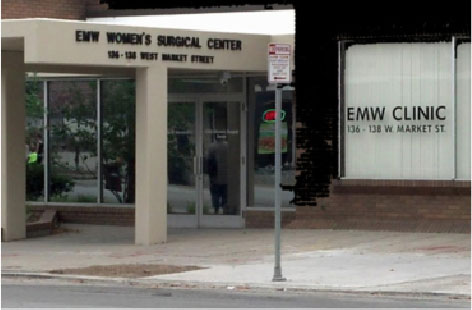 EMW WOMEN'S SURGICAL CENTER
136 - 138 WEST MARKET STREET
EMW CLINIC
136 - 138 W. MARKET ST.